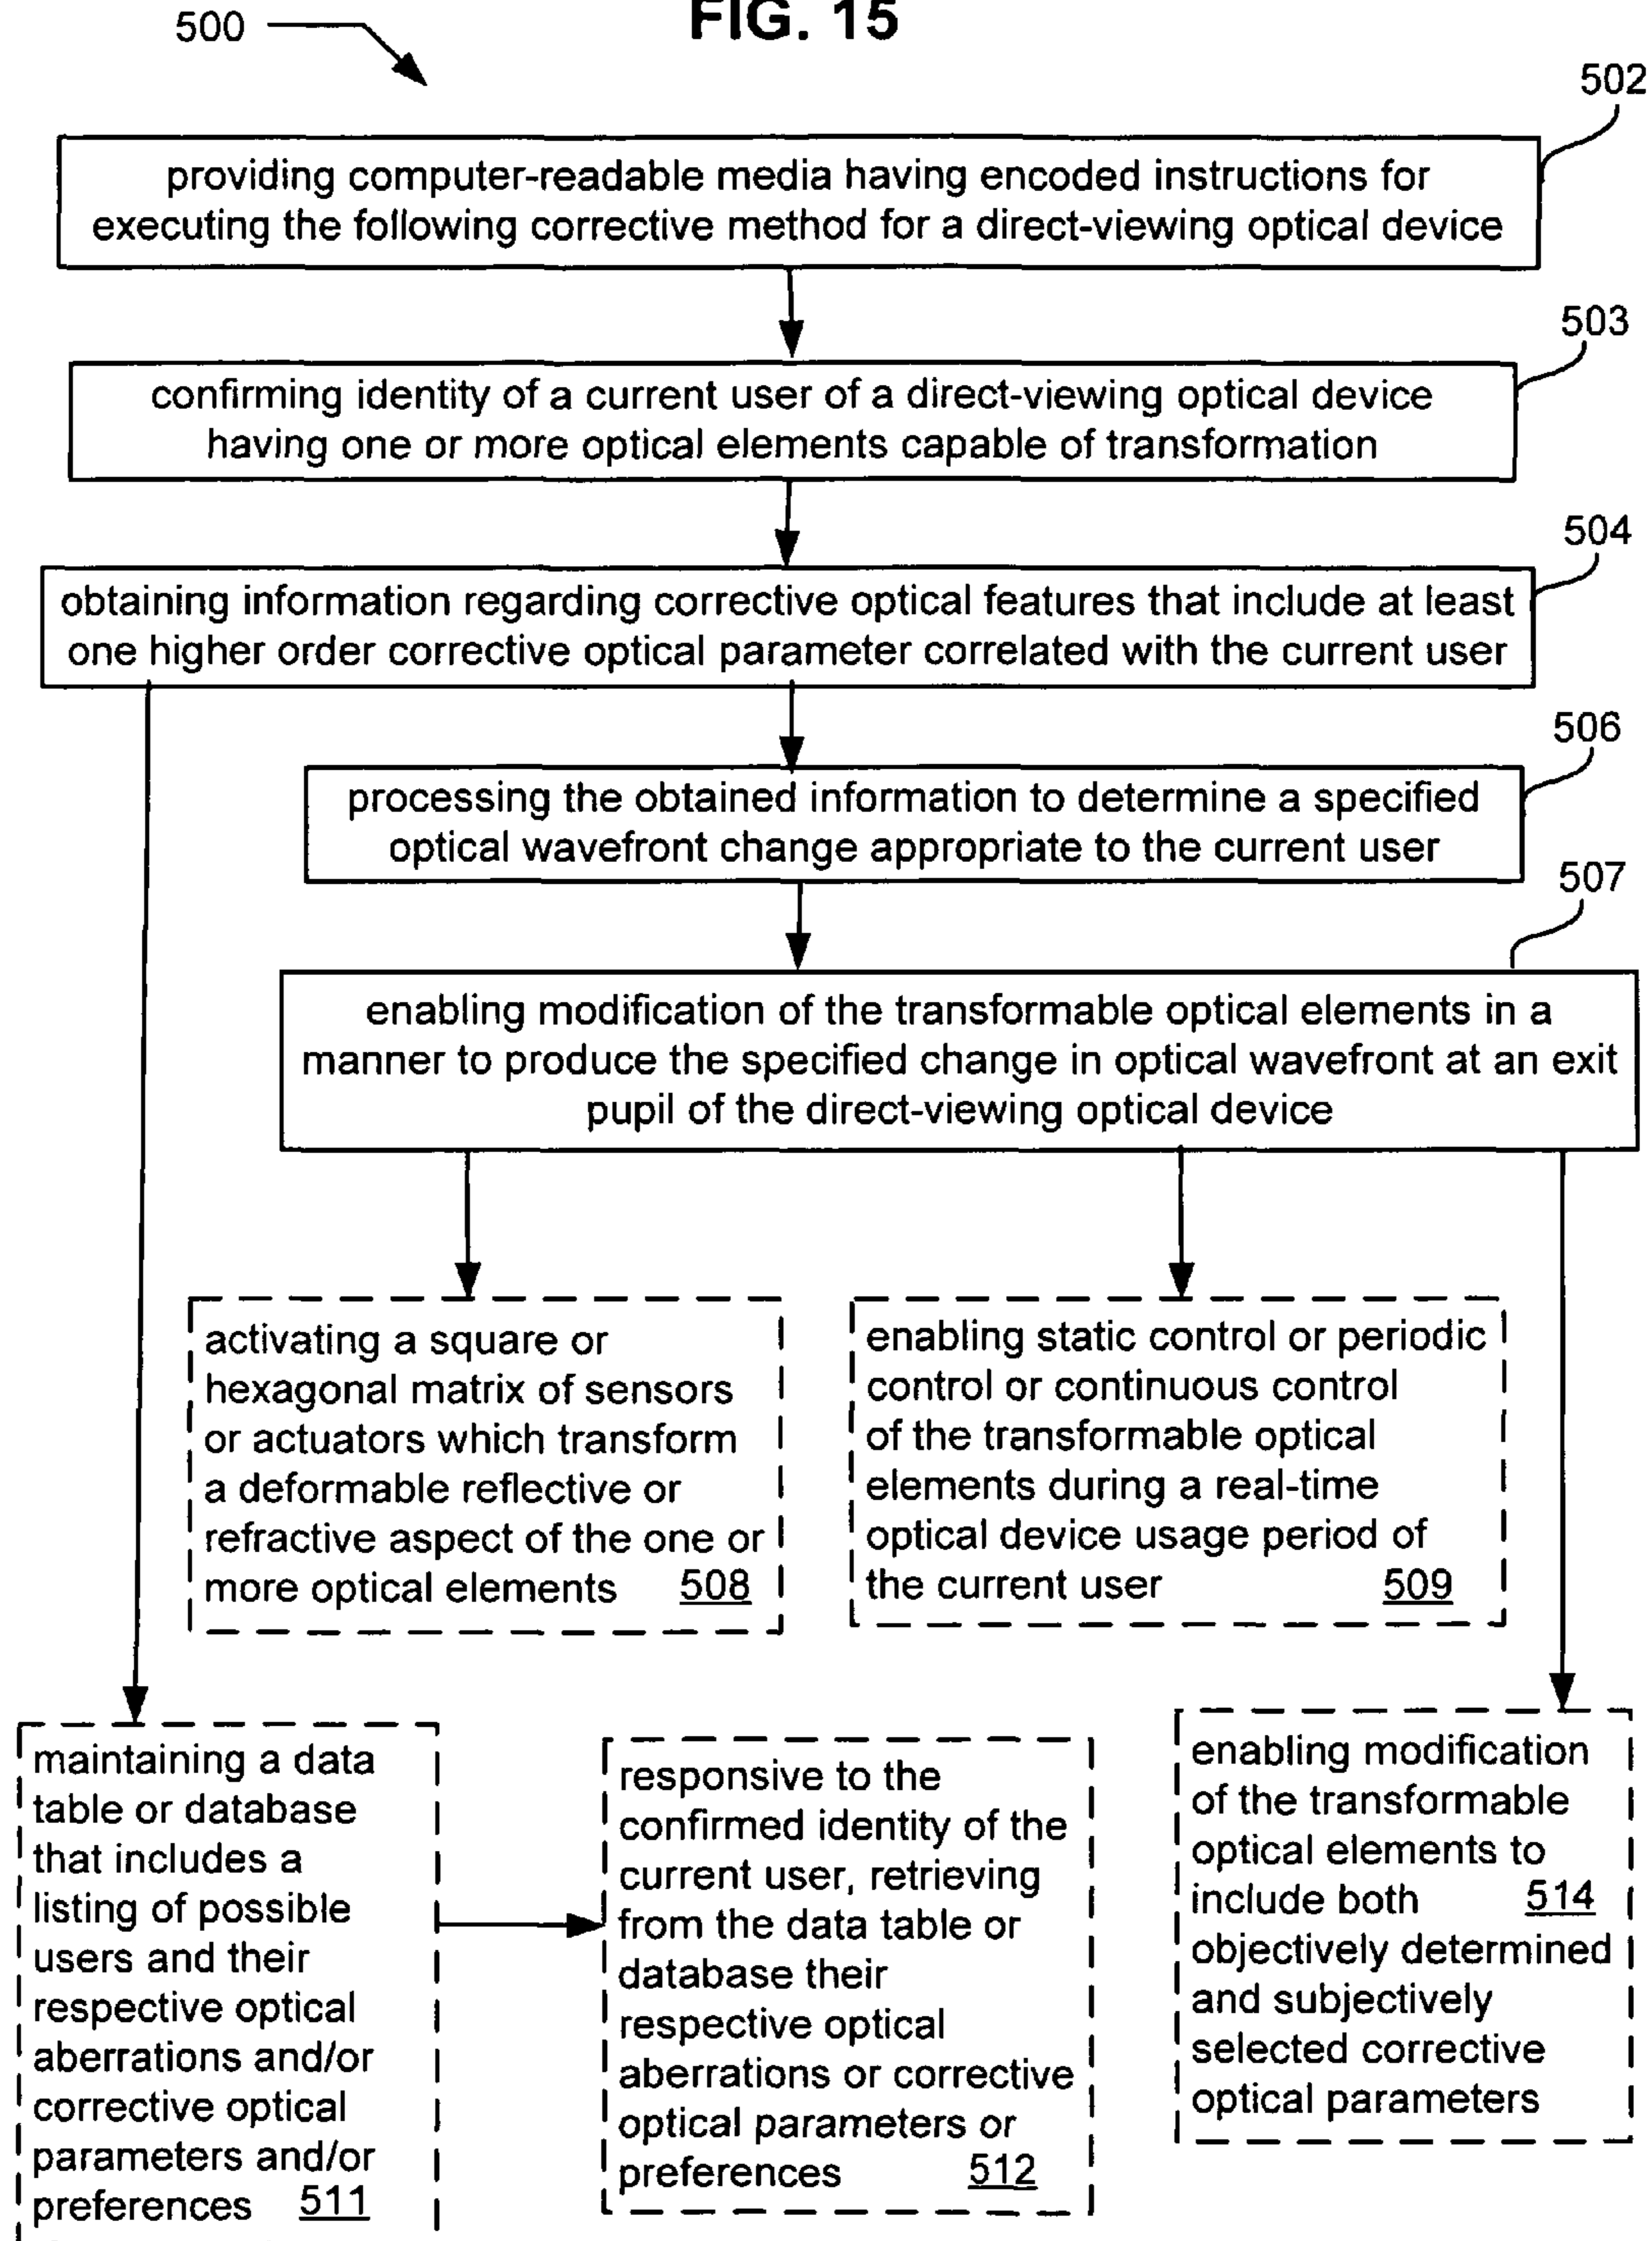 FIG. 15
500
502
providing computer-readable media having encoded instructions for
executing the following corrective method for a direct-viewing optical device
503
confirming identity of a current user of a direct-viewing optical device
having one or more optical elements capable of transformation
504
obtaining information regarding corrective optical features that include at least
one higher order corrective optical parameter correlated with the current user
506
processing the obtained information to determine a specified
optical wavefront change appropriate to the current user
507
enabling modification of the transformable optical elements in a
manner to produce the specified change in optical wavefront at an exit
pupil of the direct-viewing optical device
activating a square or
hexagonal matrix of sensors
or actuators which transform
a deformable reflective or
refractive aspect of the one or
more optical elements 508
enabling static control or periodic
control or continuous control
of the transformable optical
elements during a real-time
optical device usage period of
the current user 509
maintaining a data
table or database
that includes a
listing of possible
users and their
respective optical
aberrations and/or
corrective optical
parameters and/or
preferences 511
responsive to the
confirmed identity of the
current user, retrieving
from the data table or
database their
respective optical
aberrations or corrective
optical parameters or
preferences 512
enabling modification
of the transformable
optical elements to
include both 514
objectively determined
and subjectively
selected corrective
optical parameters